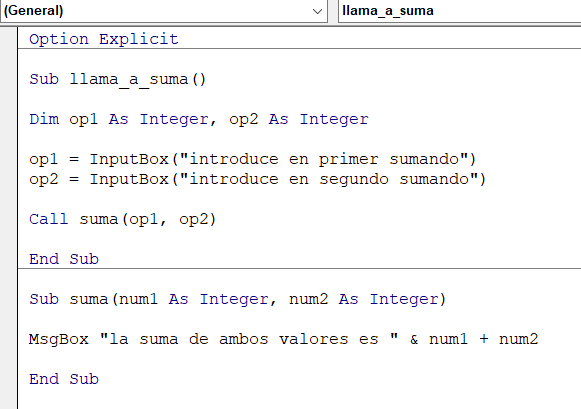 (General) llama_a_suma
Option Explicit
Sub llama_a_suma()
Dim op1 As Integer, op2 As Integer
op1 = InputBox("introduce en primer sumando")
op2 = InputBox("introduce en segundo sumando")
Call suma(op1, op2)
End Sub
Sub suma(num1 As Integer, num2 As Integer)
MsgBox "la suma de ambos valores es " & num1 + num2
End Sub